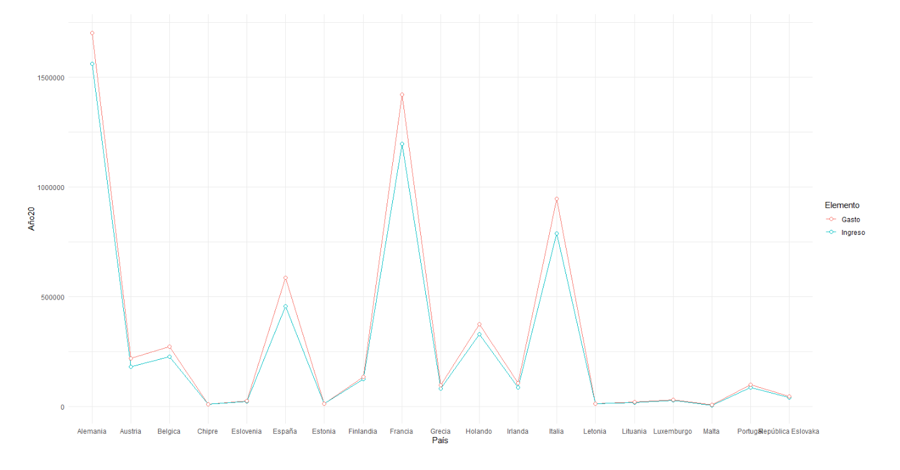 1500000
1000000
500000
0
Año20
Alemania Austria Belgica Chipre Eslovenia España Estonia Finlandia Francia Grecia Holando Irlanda Italia Letonia Lituania Luxemburgo Malta Portugal República Eslovaka
País
Elemento
Gasto
Ingreso